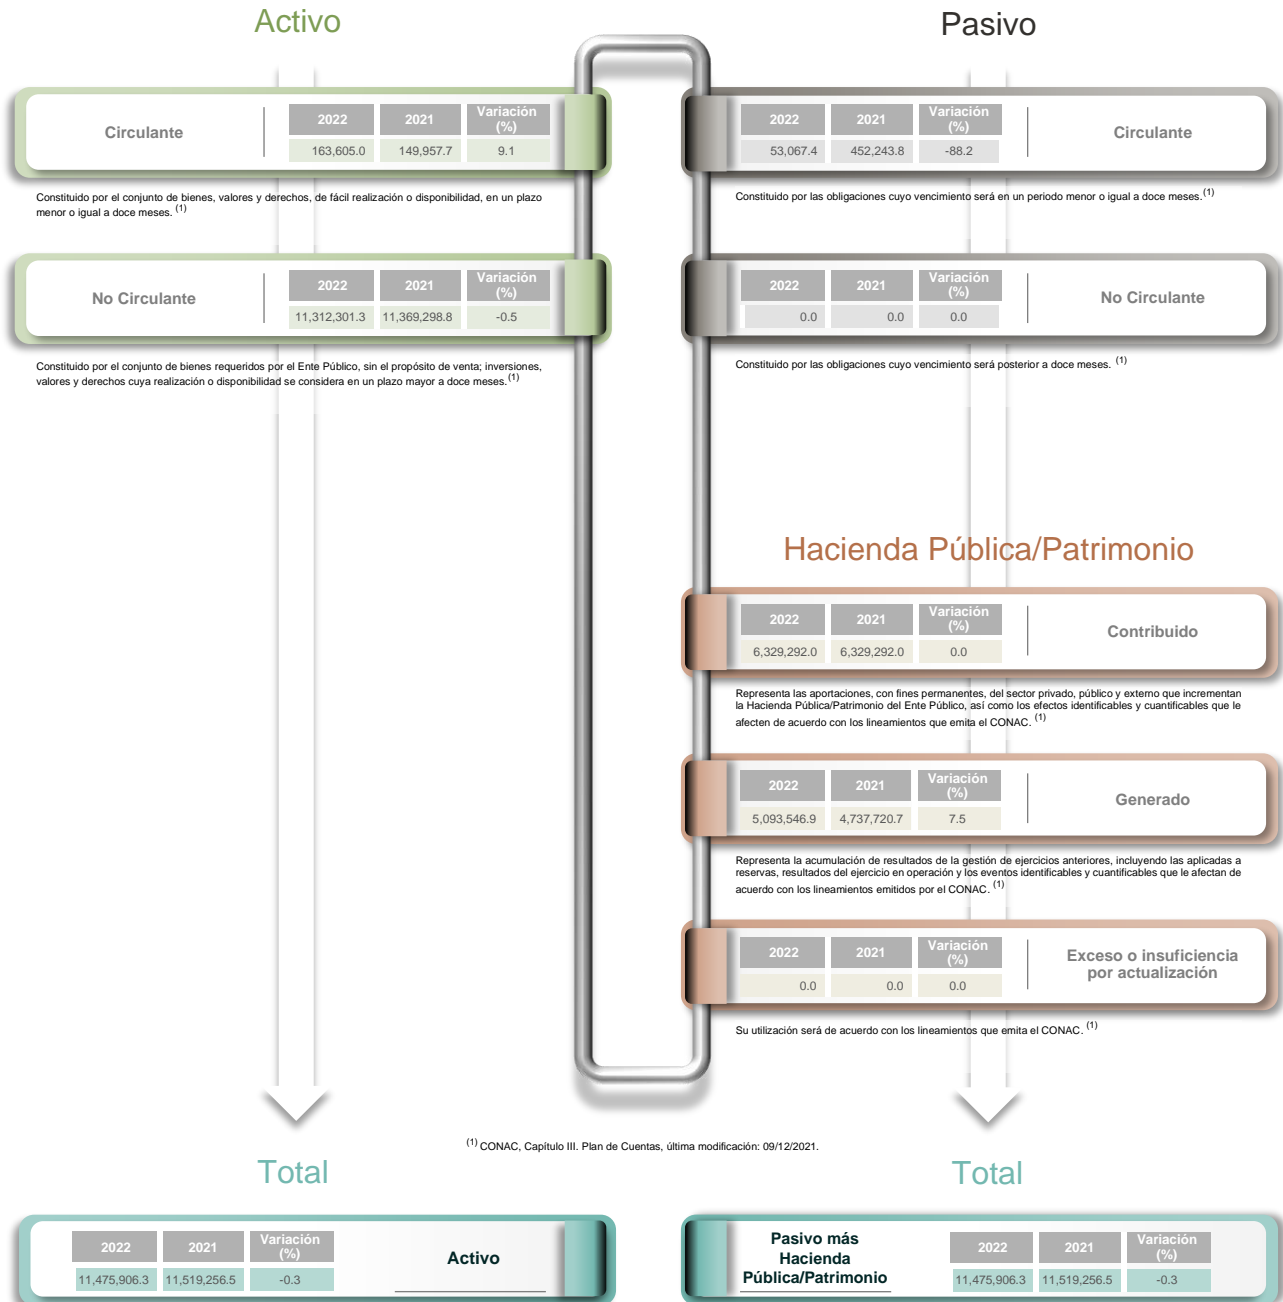 Activo
Circulante
2022 2021 Variación (%)
163,605.0 149,957.7 9.1
Constituido por el conjunto de bienes, valores y derechos, de fácil realización o disponibilidad, en un plazo
menor o igual a doce meses. (1)
No Circulante
2022 2021 Variación (%)
11,312,301.3 11,369,298.8 -0.5
Constituido por el conjunto de bienes requeridos por el Ente Público, sin el propósito de venta; inversiones,
valores y derechos cuya realización o disponibilidad se considera en un plazo mayor a doce meses. (1)
Pasivo
2022 2021 Variación (%)
53,067.4 452,243.8 -88.2
Circulante
Constituido por las obligaciones cuyo vencimiento será en un periodo menor o igual a doce meses. (1)
2022 2021 Variación (%)
0.0 0.0 0.0
No Circulante
Constituido por las obligaciones cuyo vencimiento será posterior a doce meses. (1)
Hacienda Pública/Patrimonio
2022 2021 Variación (%)
6,329,292.0 6,329,292.0 0.0
Contribuido
Representa las aportaciones, con fines permanentes, del sector privado, público y externo que incrementan
la Hacienda Pública/Patrimonio del Ente Público, así como los efectos identificables y cuantificables que le
afecten de acuerdo con los lineamientos que emita el CONAC. (1)
2022 2021 Variación (%)
5,093,546.9 4,737,720.7 7.5
Generado
Representa la acumulación de resultados de la gestión de ejercicios anteriores, incluyendo las aplicadas a
reservas, resultados del ejercicio en operación y los eventos identificables y cuantificables que le afectan de
acuerdo con los lineamientos emitidos por el CONAC. (1)
2022 2021 Variación (%)
0.0 0.0 0.0
Exceso o insuficiencia
por actualización
Su utilización será de acuerdo con los lineamientos que emita el CONAC. (1)
(1) CONAC, Capítulo III. Plan de Cuentas, última modificación: 09/12/2021.
Total
2022 2021 Variación (%)
11,475,906.3 11,519,256.5 -0.3
Activo
Total
Pasivo más
Hacienda
Pública/Patrimonio
2022 2021 Variación (%)
11,475,906.3 11,519,256.5 -0.3